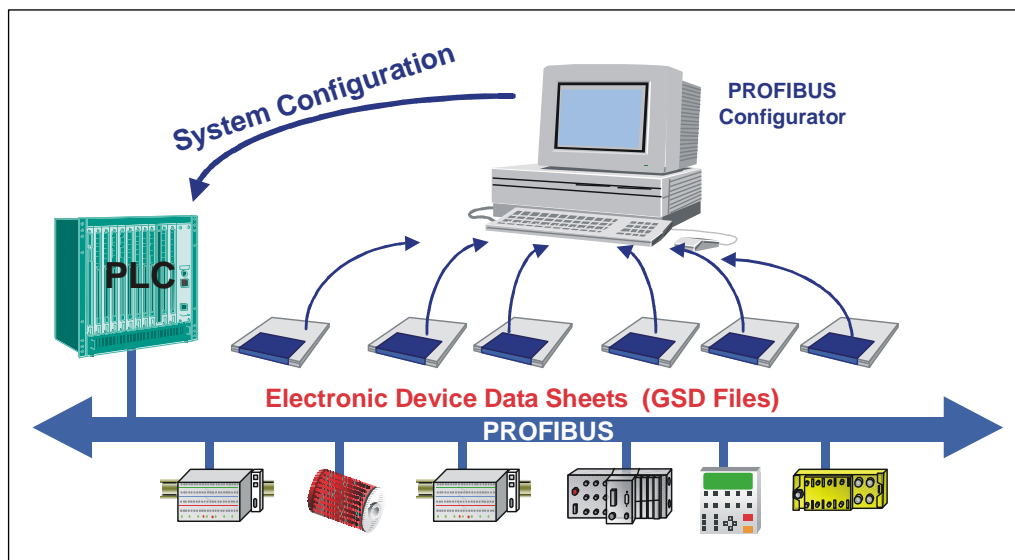 System Configuration
PROFIBUS
Configurator
PLC
Electronic Device Data Sheets (GSD Files)
PROFIBUS